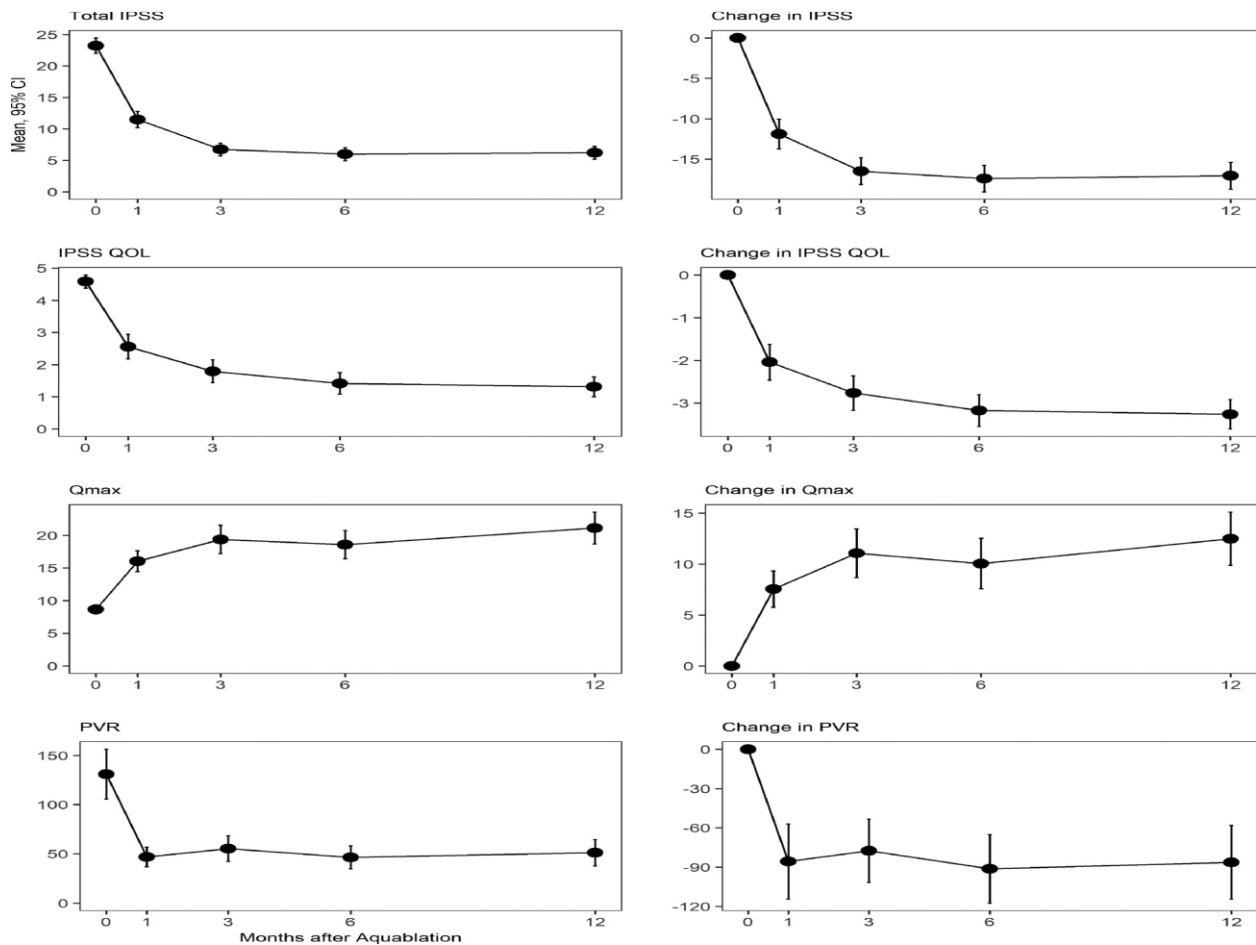 Total IPSS
Mean, 95% CI
25
20
15
10
5
0
0 1 3 6 12
Change in IPSS
0
-5
-10
-15
0 1 3 6 12
IPSS QOL
5
4
3
2
1
0
0 1 3 6 12
Change in IPSS QOL
0
-1
-2
-3
0 1 3 6 12
Qmax
20
15
10
5
0
0 1 3 6 12
Change in Qmax
15
10
5
0
0 1 3 6 12
PVR
150
100
50
0
0 1 3 6 12
Months after Aquablation
Change in PVR
0
-30
-60
-90
-120
0 1 3 6 12